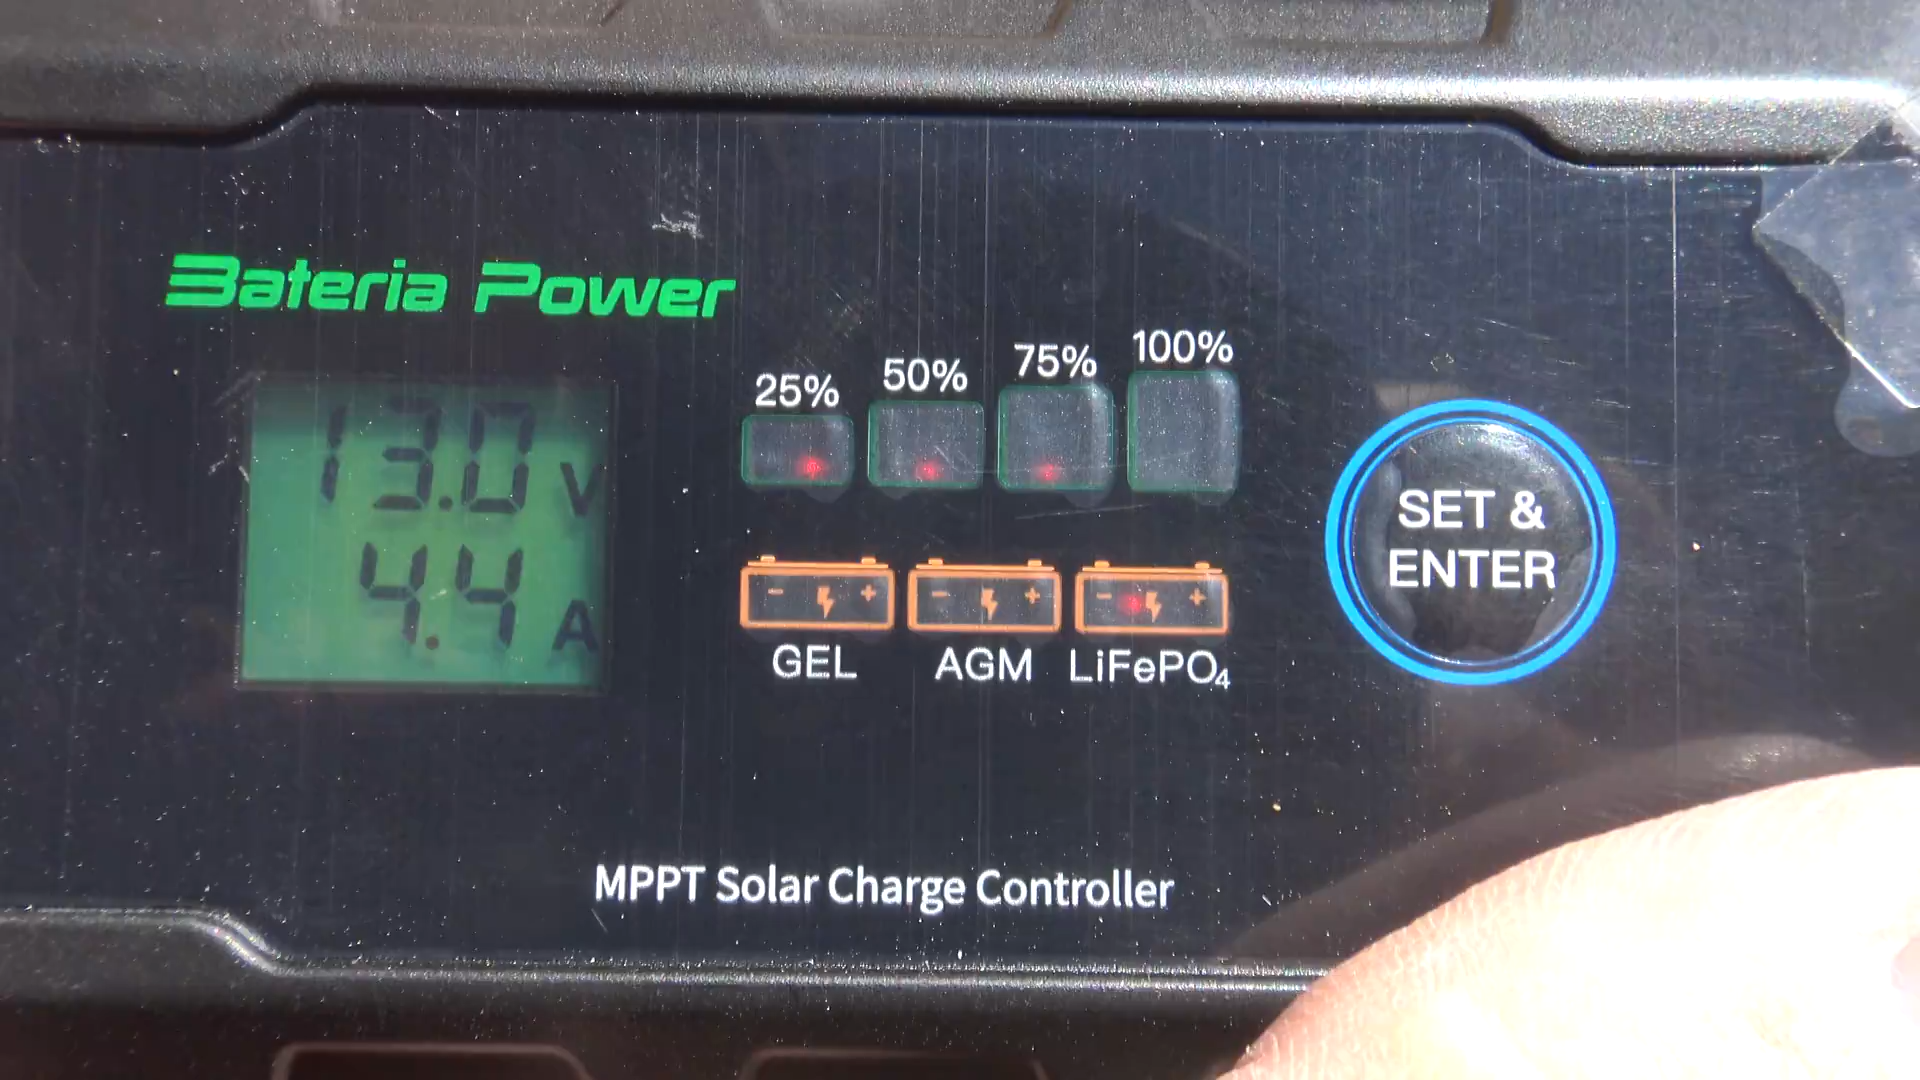 Bateria Power
25% 50% 75% 100%
13.0 V
4.4 A
- + - + - +
GEL AGM LiFePO₄
SET &
ENTER
MPPT Solar Charge Controller